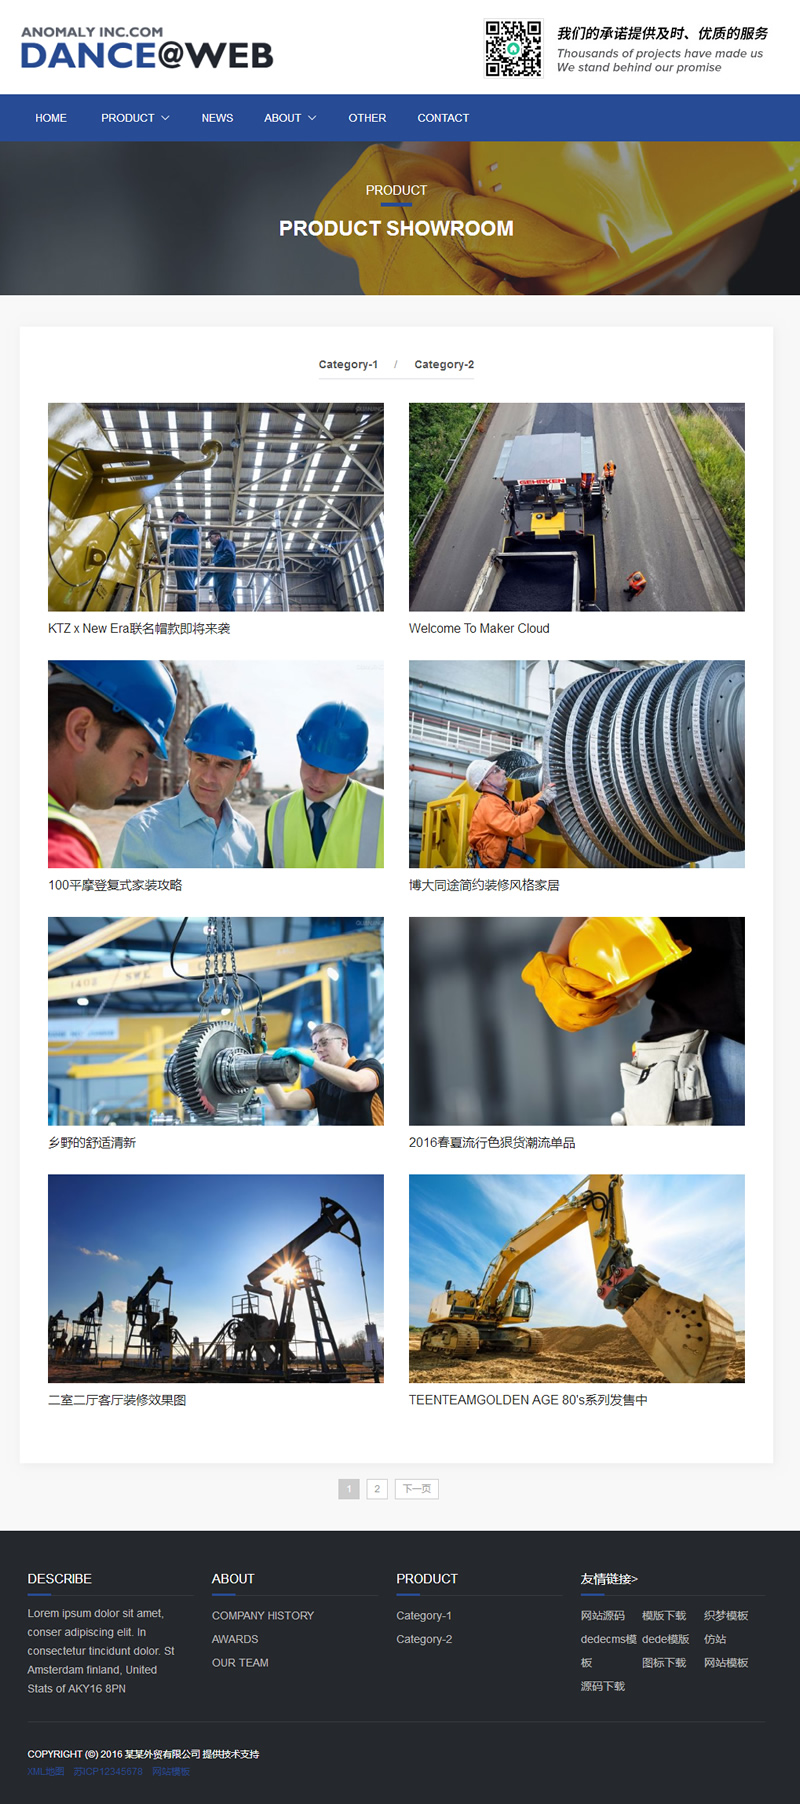 ANOMALY INC.COM
DANCE@WEB
我们的承诺提供及时、优质的服务
Thousands of projects have made us
We stand behind our promise
HOME PRODUCT NEWS ABOUT OTHER CONTACT
PRODUCT
PRODUCT SHOWROOM
Category-1 / Category-2
GEHRKEN
KTZ x New Era联名帽款即将来袭
Welcome To Maker Cloud
100平摩登复式家装攻略
博大同途简约装修风格家居
乡野的舒适清新
2016春夏流行色狠货潮流单品
二室二厅客厅装修效果图
TEENTEAMGOLDEN AGE 80's系列发售中
1 2 下一页
DESCRIBE
Lorem ipsum dolor sit amet,
conser adipiscing elit. In
consectetur tincidunt dolor. St
Amsterdam finland, United
Stats of AKY16 8PN
ABOUT
COMPANY HISTORY
AWARDS
OUR TEAM
PRODUCT
Category-1
Category-2
友情链接>
网站源码 模版下载 织梦模板
dedecms模 dede模版 仿站
板 图标下载 网站模板
源码下载
COPYRIGHT (©) 2016 某某外贸有限公司 提供技术支持
XML地图 苏ICP12345678 网站模板